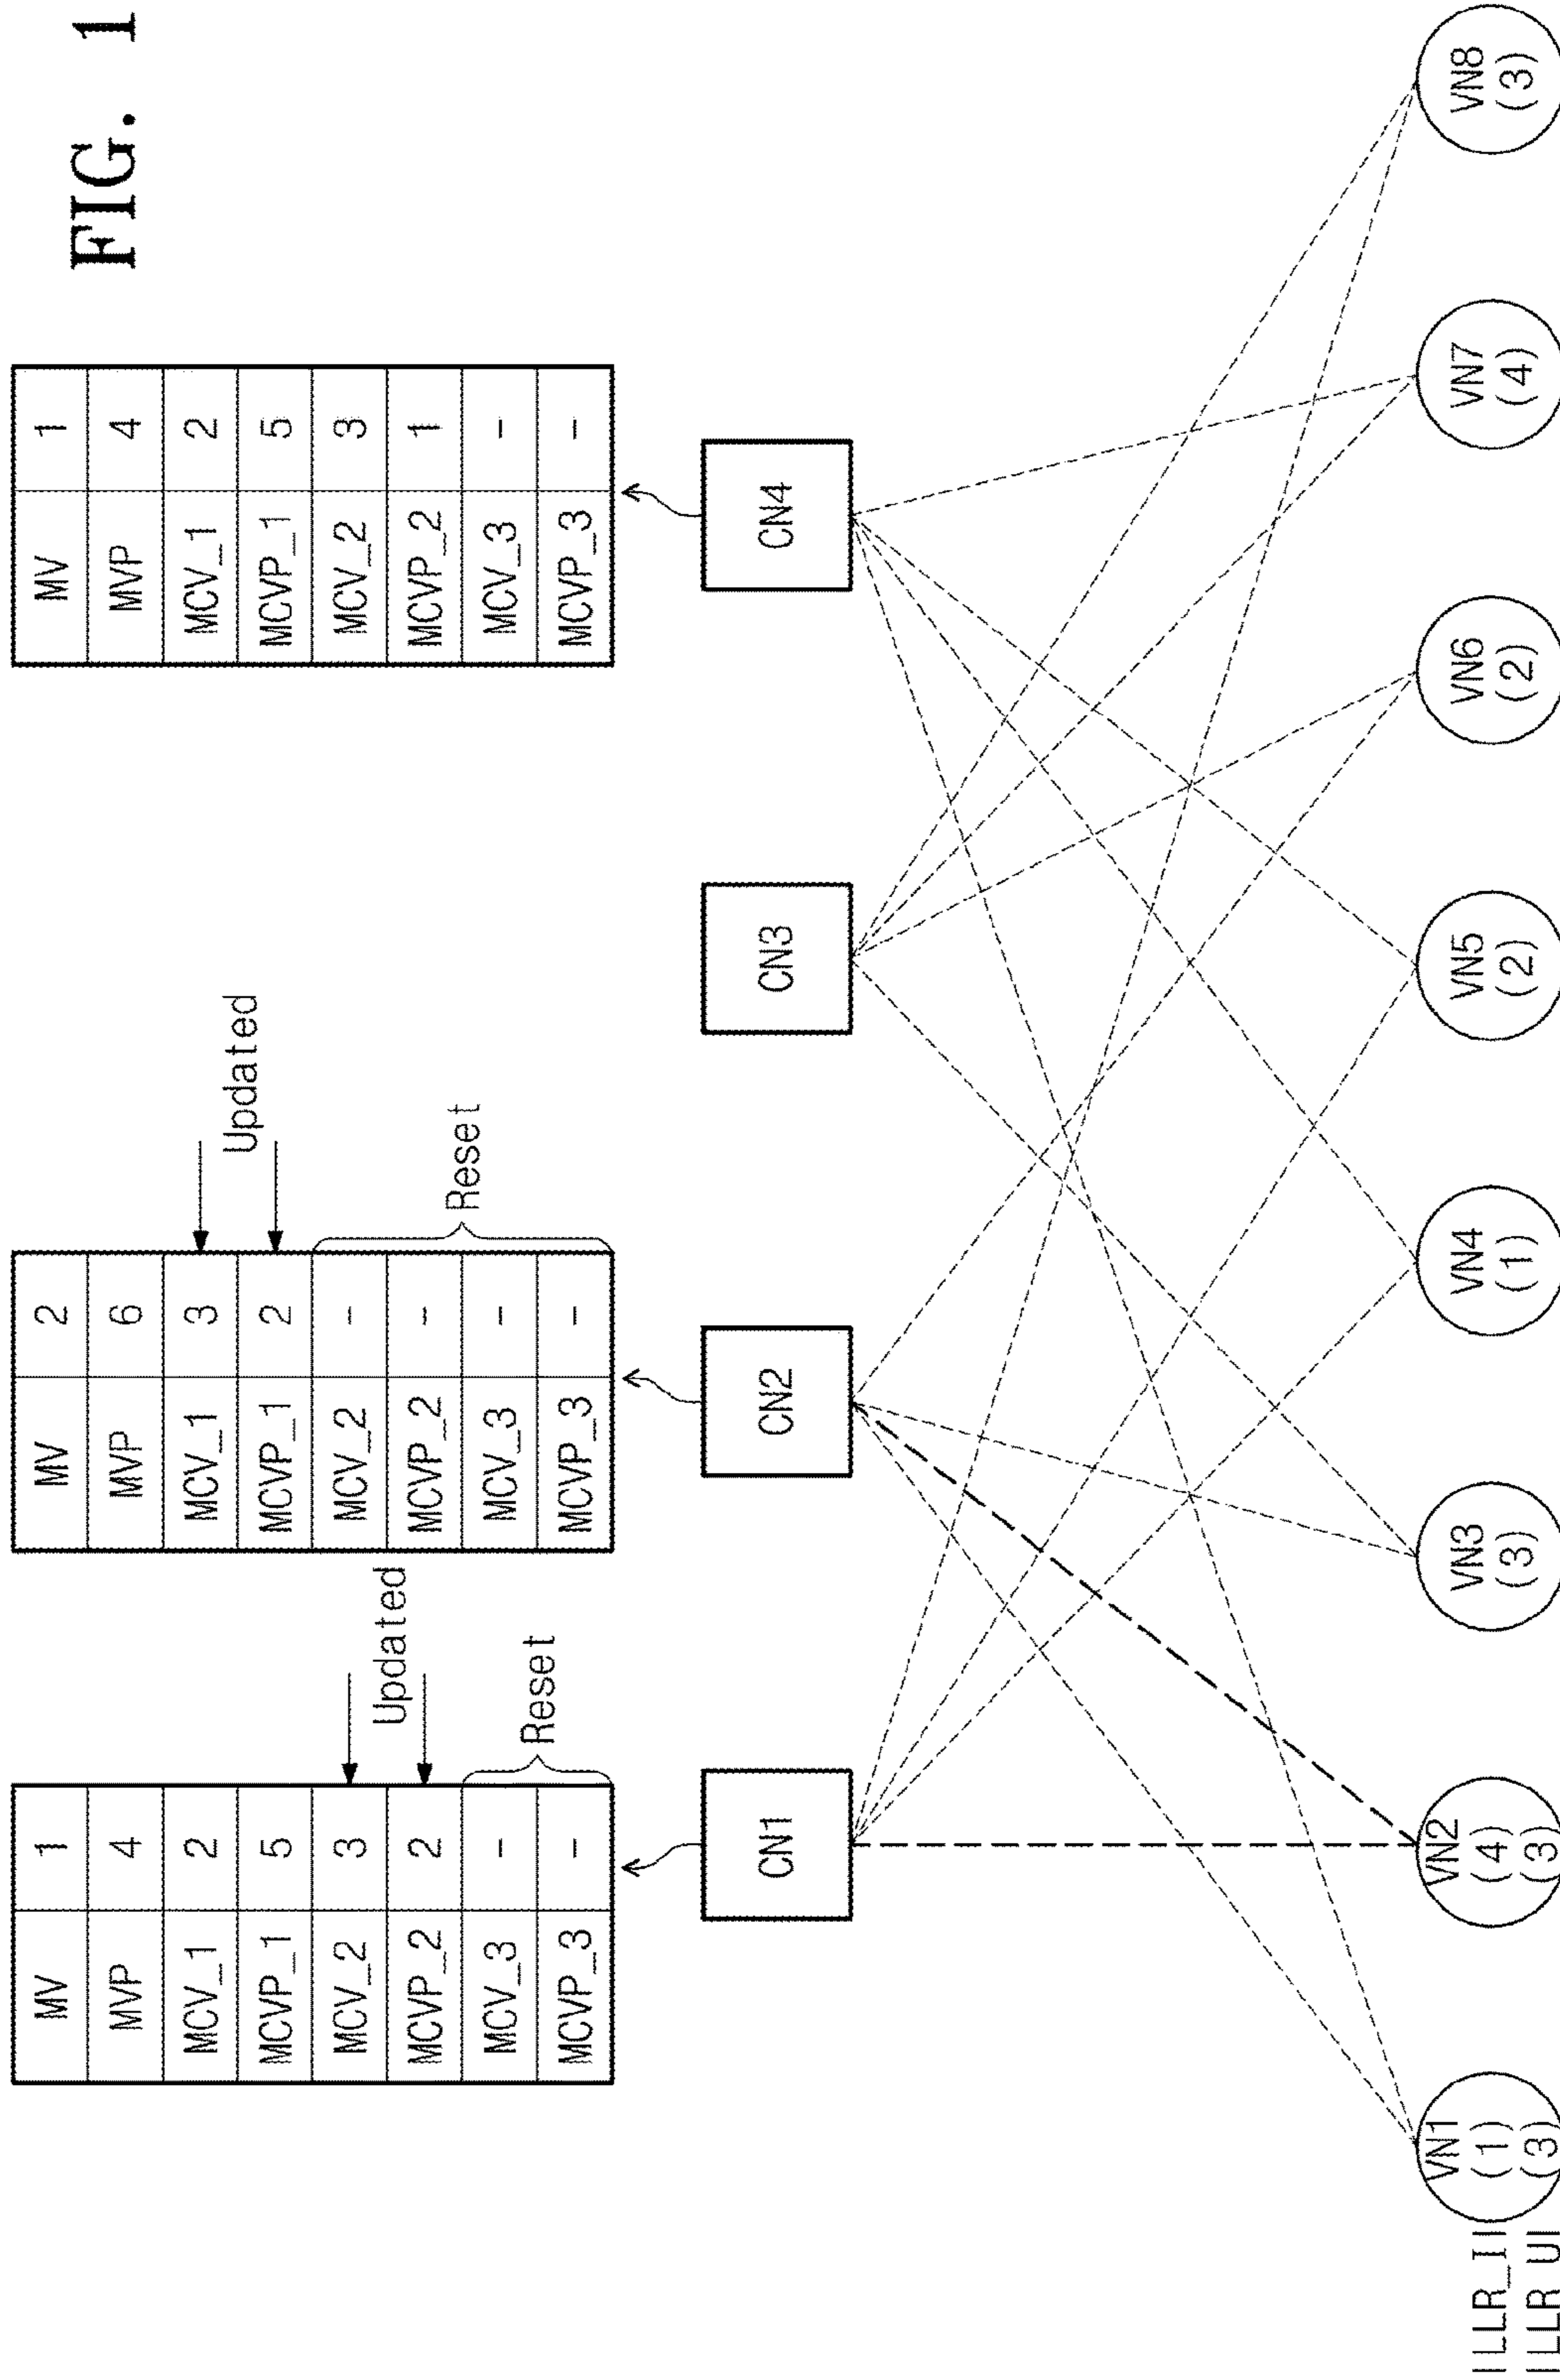 FIG. 1
MV 1
MVP 4
MCV_1 2
MCVP_1 5
MCV_2 3
MCVP_2 2
MCV_3 -
MCVP_3 -
Updated
Reset
MV 2
MVP 6
MCV_1 3
MCVP_1 2
MCV_2 -
MCVP_2 -
MCV_3 -
MCVP_3 -
Updated
Reset
MV 1
MVP 4
MCV_1 2
MCVP_1 5
MCV_2 3
MCVP_2 1
MCV_3 -
MCVP_3 -
CN1
CN2
CN3
CN4
VN1
VN2
VN3
VN4
VN5
VN6
VN7
VN8
|LLR_I|
(1)
(4)
(3)
(1)
(2)
(2)
(4)
(3)
|LLR_U|
(3)
(3)